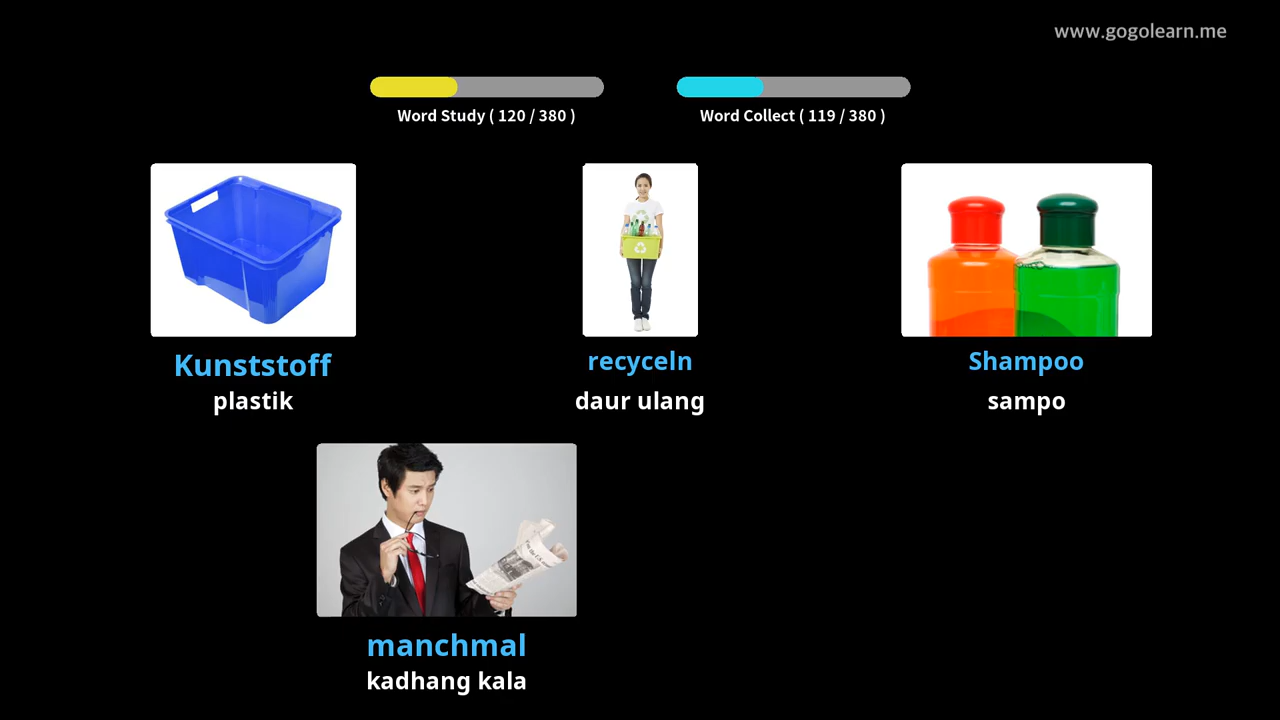 www.gogolearn.me
Word Study ( 120 / 380 )
Word Collect ( 119 / 380 )
Kunststoff
plastik
recyceln
daur ulang
Shampoo
sampo
manchmal
kadhang kala